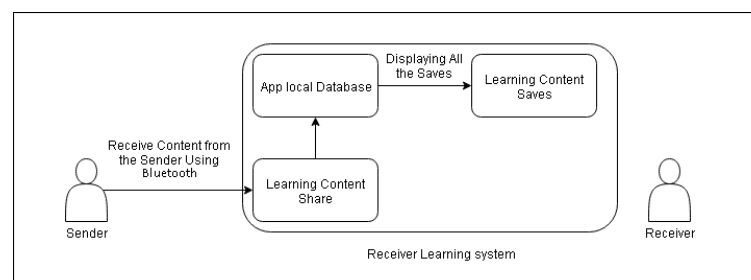 Displaying All
the Saves
App local Database
Learning Content
Saves
Receive Content from
the Sender Using
Bluetooth
Learning Content
Share
Sender
Receiver
Receiver Learning system